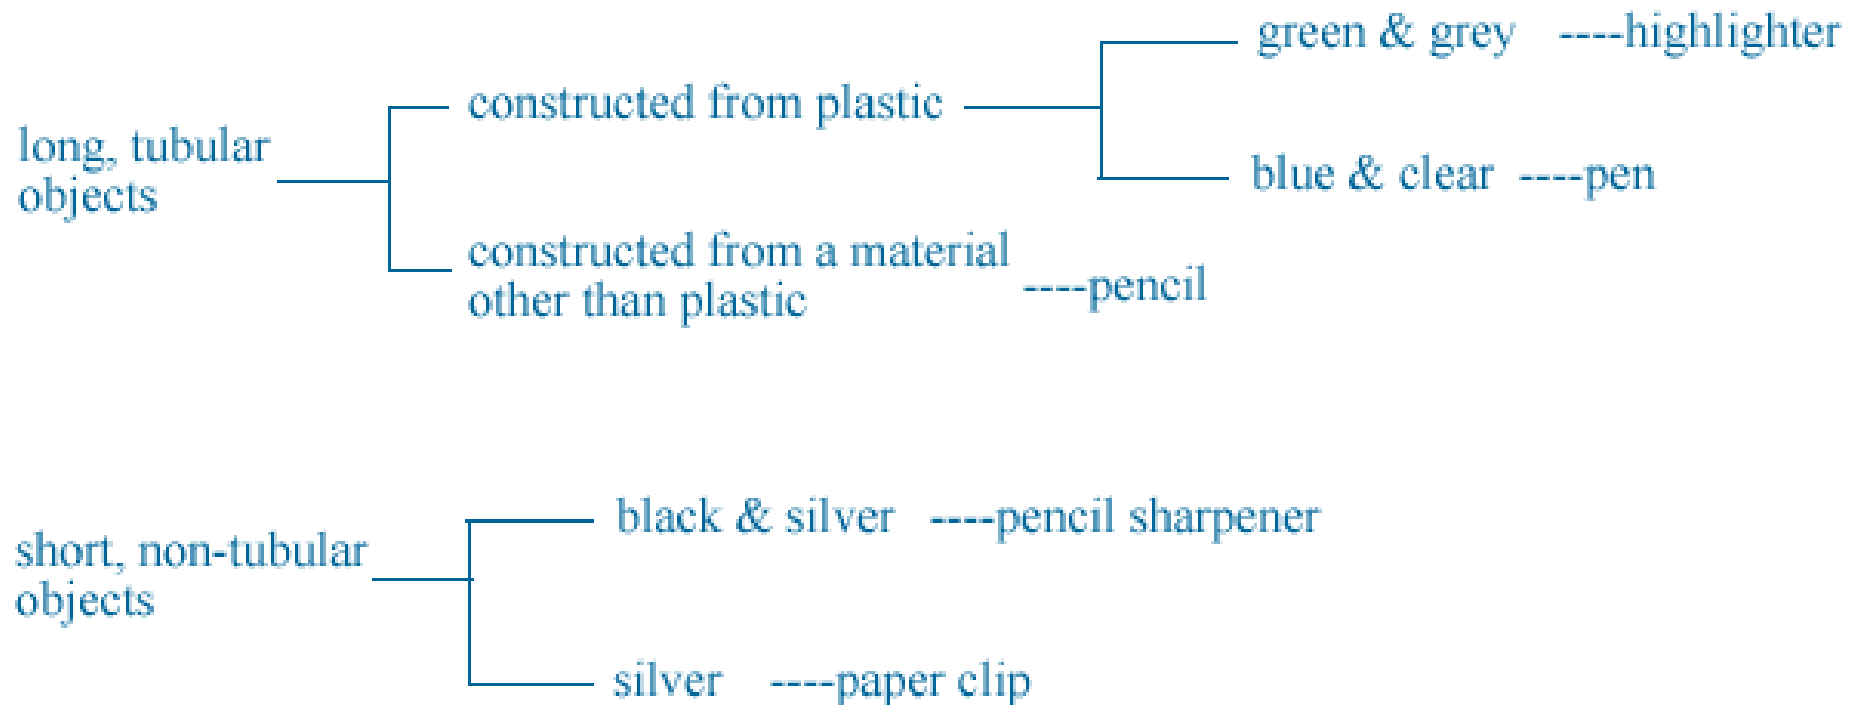 green & grey ----highlighter
constructed from plastic
long, tubular
objects
blue & clear ----pen
constructed from a material
other than plastic
----pencil
black & silver ----pencil sharpener
short, non-tubular
objects
silver ----paper clip